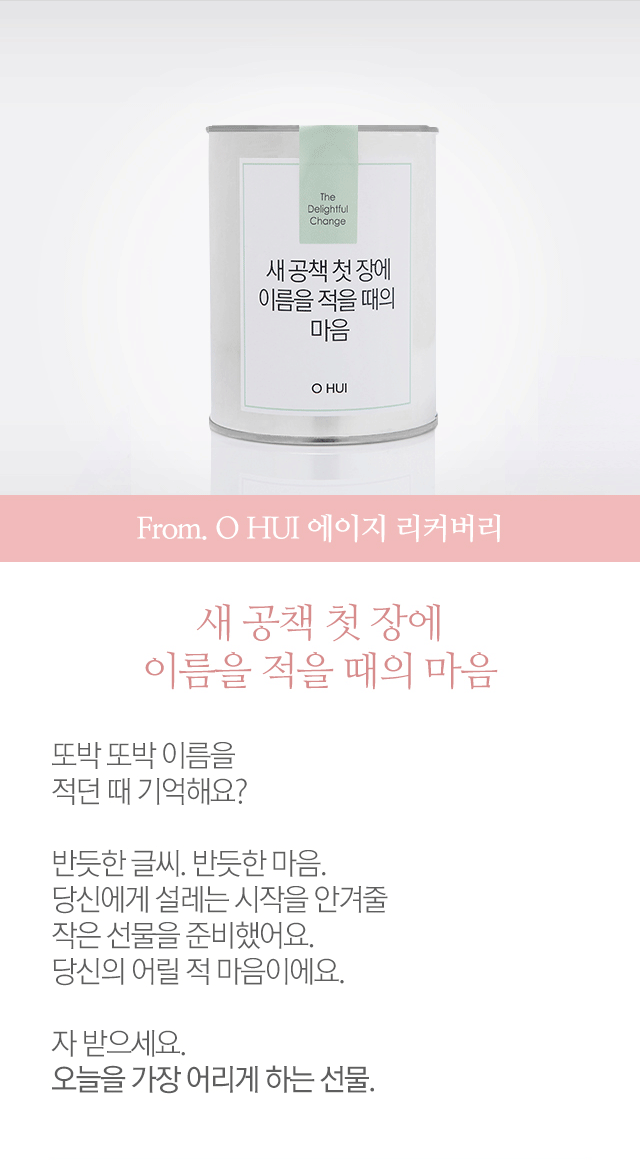 The
Delightful
Change
새 공책 첫 장에
이름을 적을 때의
마음
O HUI
From. O HUI 에이지 리커버리
새 공책 첫 장에
이름을 적을 때의 마음
또박 또박 이름을
적던 때 기억해요?
반듯한 글씨. 반듯한 마음.
당신에게 설레는 시작을 안겨줄
작은 선물을 준비했어요.
당신의 어릴 적 마음이에요.
자 받으세요.
오늘을 가장 어리게 하는 선물.